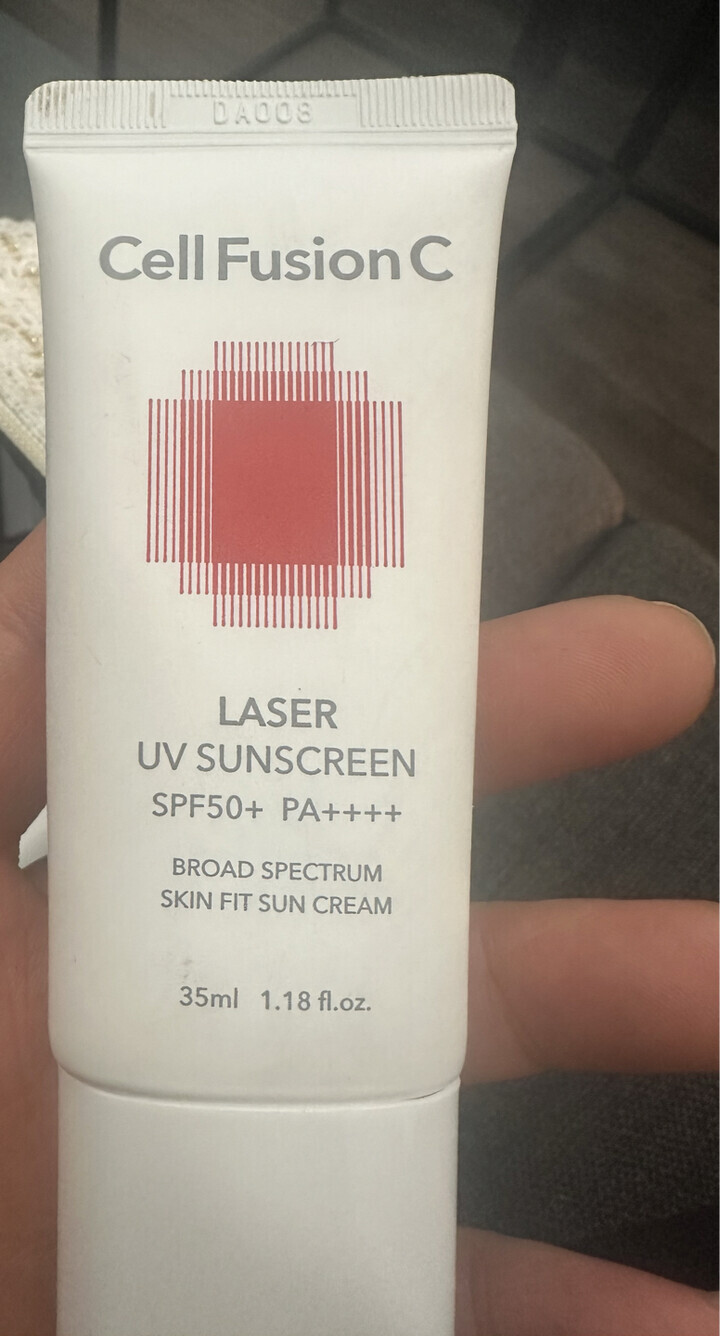 DA008
Cell Fusion C
LASER
UV SUNSCREEN
SPF50+ PA++++
BROAD SPECTRUM
SKIN FIT SUN CREAM
35ml 1.18 fl.oz.